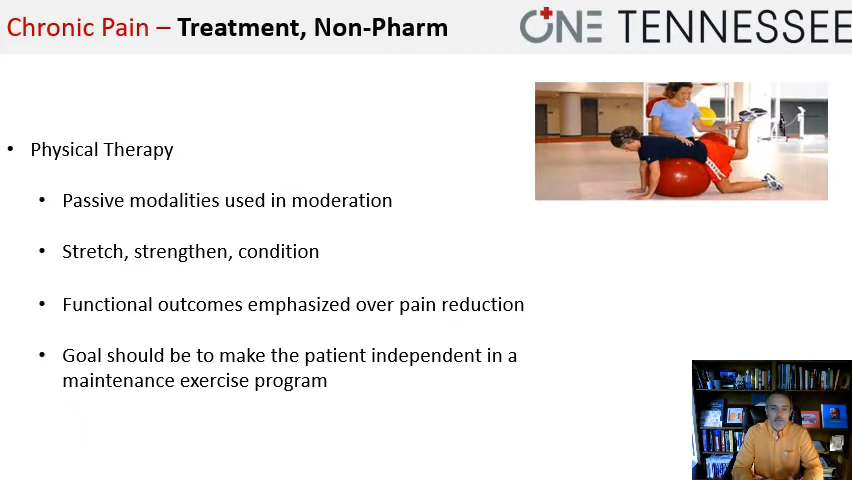 Chronic Pain – Treatment, Non-Pharm
ONE TENNESSEE
• Physical Therapy
• Passive modalities used in moderation
• Stretch, strengthen, condition
• Functional outcomes emphasized over pain reduction
• Goal should be to make the patient independent in a
maintenance exercise program